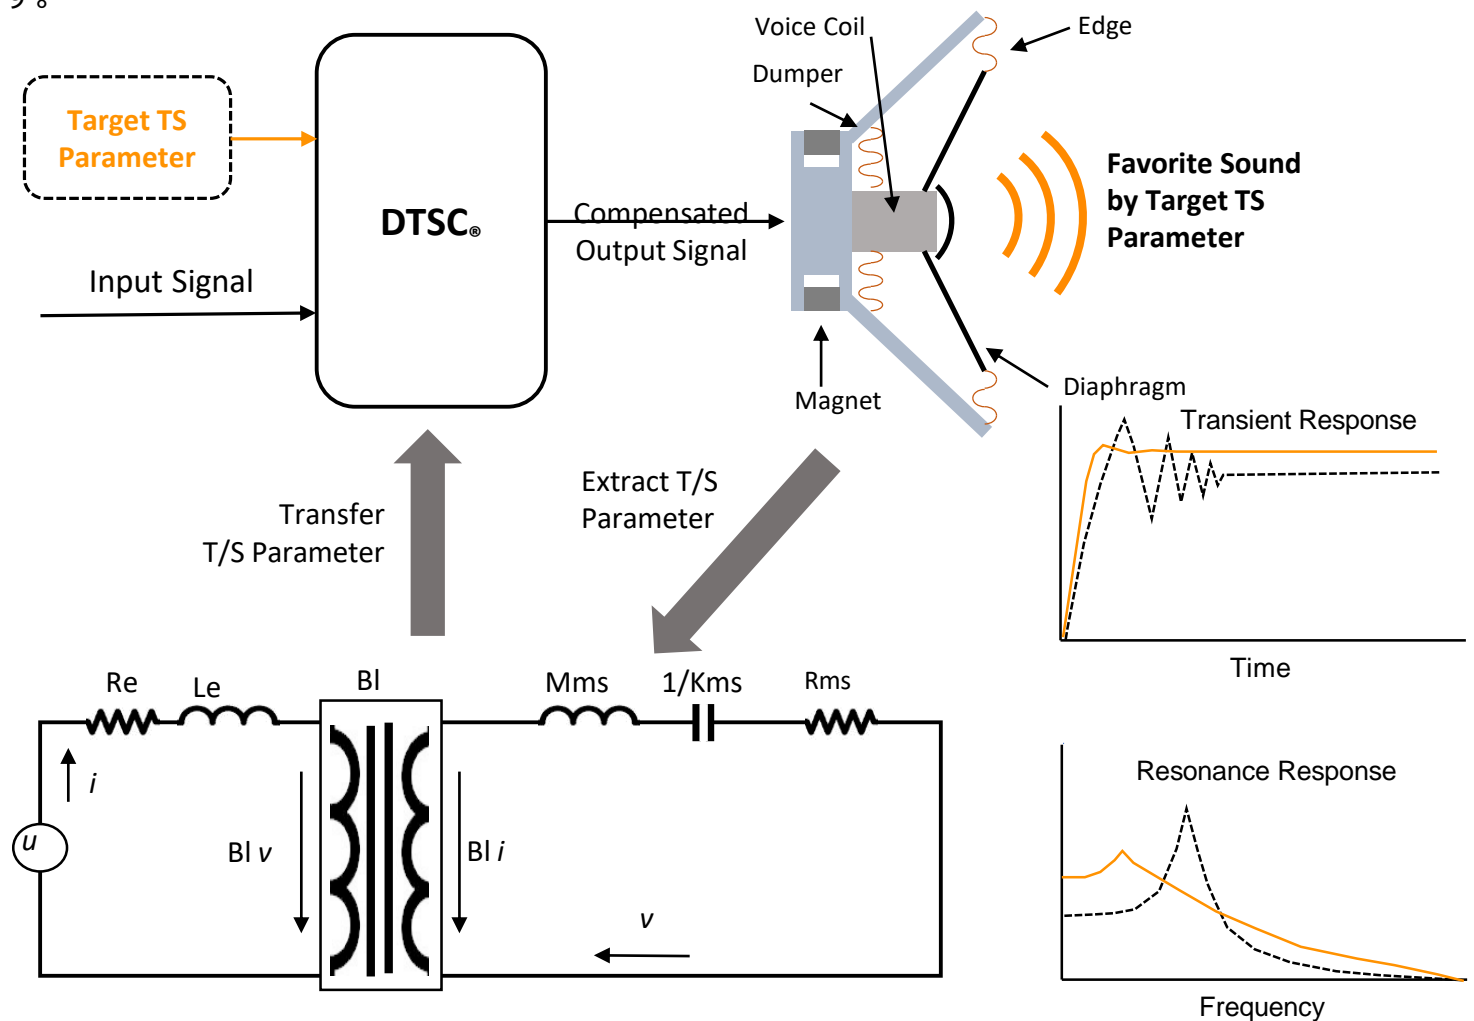 う。
Voice Coil
Edge
Dumper
Target TS
Parameter
DTSC®
Compensated
Output Signal
Favorite Sound
by Target TS
Parameter
Input Signal
Magnet
Diaphragm
Transient Response
Extract T/S
Parameter
Transfer
T/S Parameter
Time
Re
Le
Bl
Mms
1/Kms
Rms
Resonance Response
i
u
Bl v
Bl i
v
Frequency